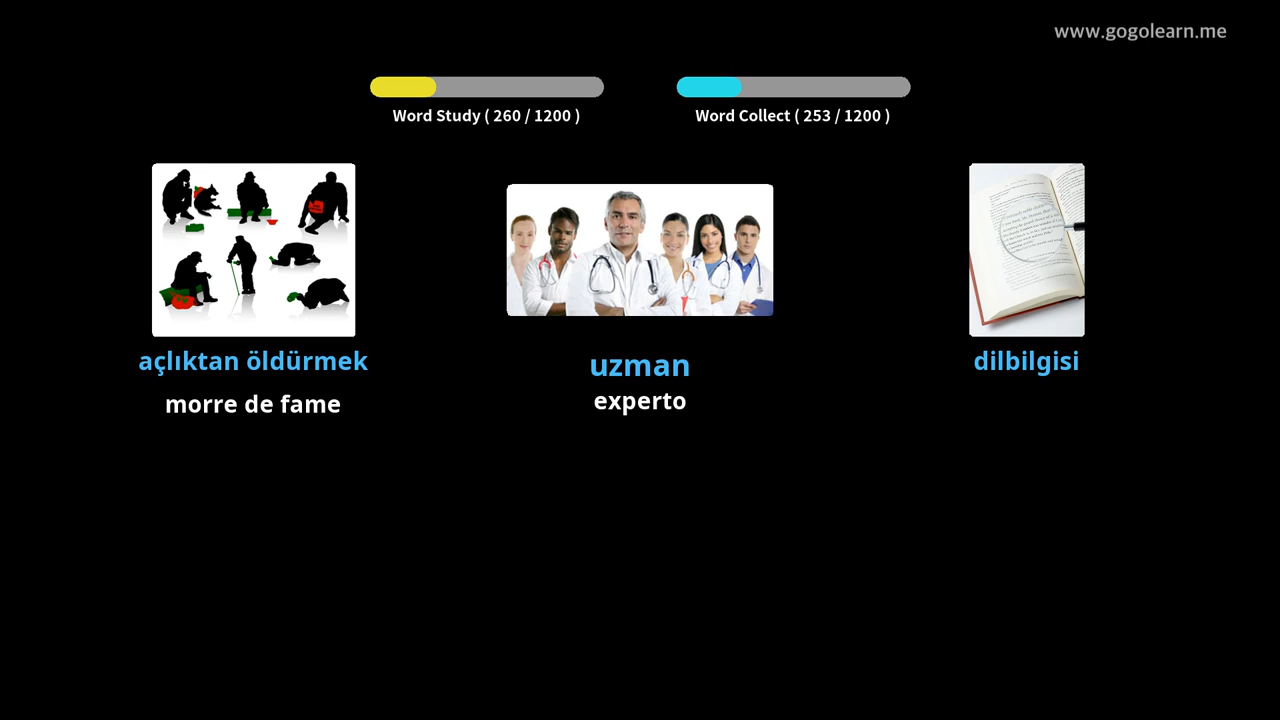 www.gogolearn.me
Word Study ( 260 / 1200 )
Word Collect ( 253 / 1200 )
açlıktan öldürmek
uzman
dilbilgisi
morre de fame
experto